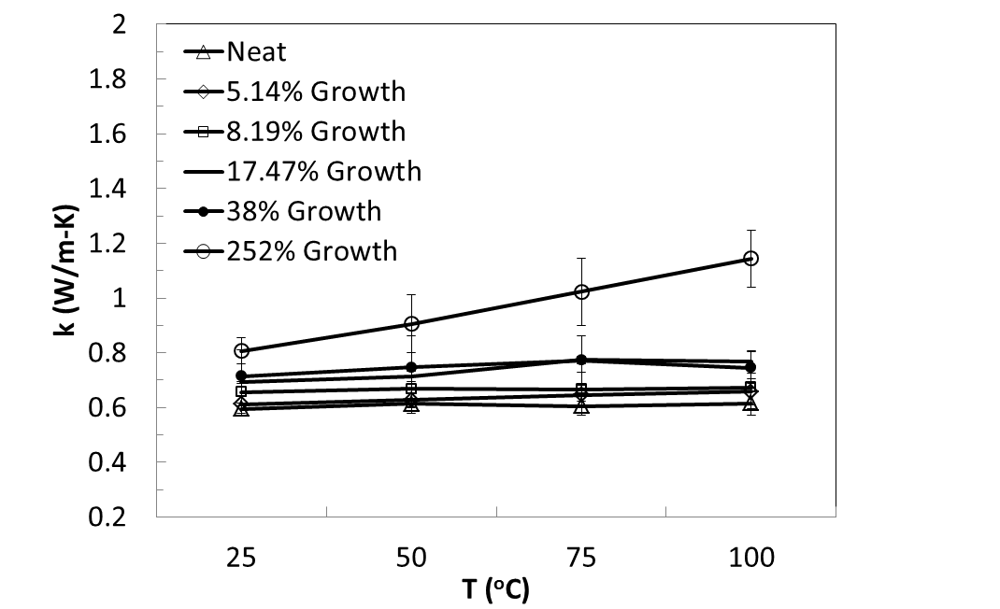 2
1.8
1.6
1.4
1.2
1
0.8
0.6
0.4
0.2
k (W/m-K)
Neat
5.14% Growth
8.19% Growth
17.47% Growth
38% Growth
252% Growth
25 50 75 100
T (ºC)